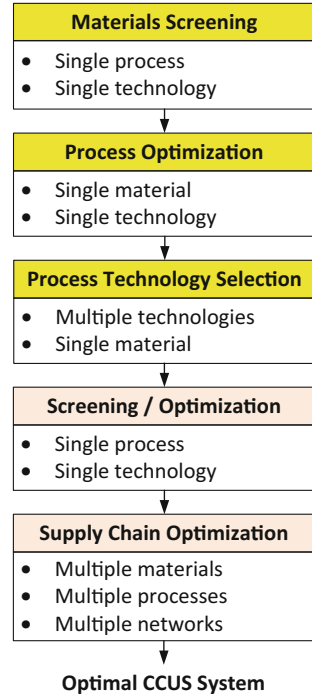 Materials Screening
• Single process
• Single technology
Process Optimization
• Single material
• Single technology
Process Technology Selection
• Multiple technologies
• Single material
Screening / Optimization
• Single process
• Single technology
Supply Chain Optimization
• Multiple materials
• Multiple processes
• Multiple networks
Optimal CCUS System